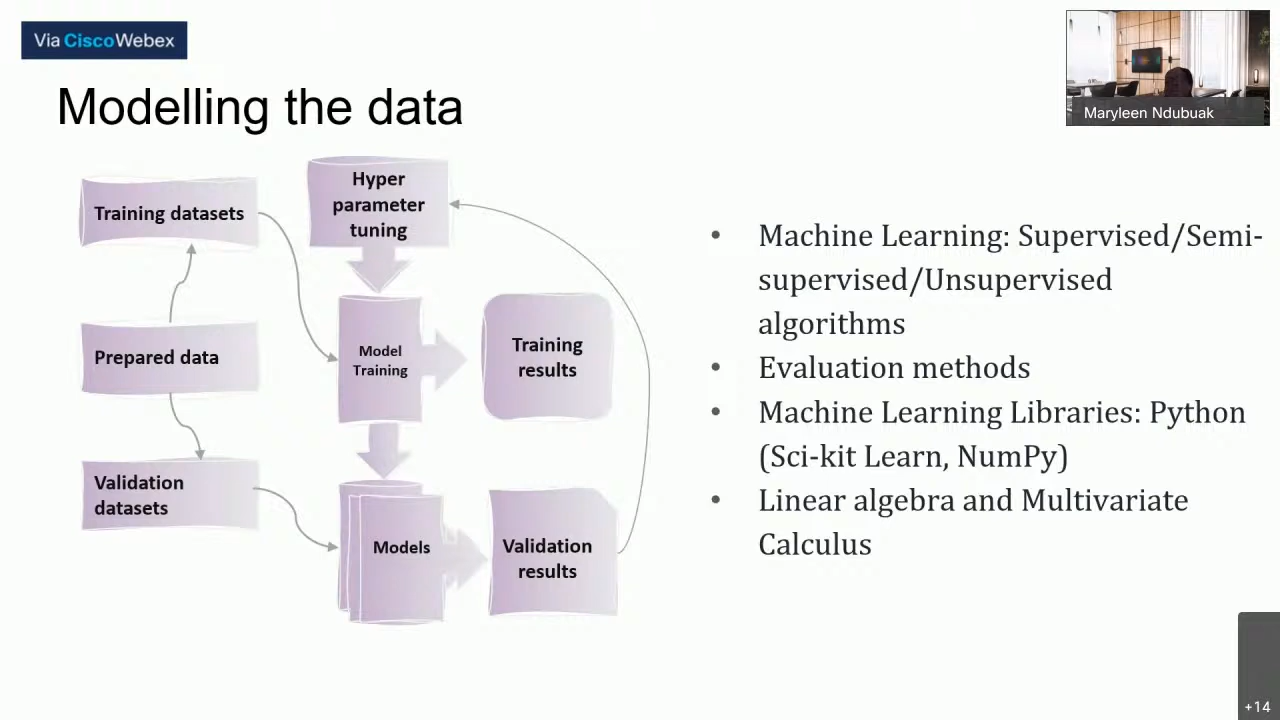 Via CiscoWebex
Maryleen Ndubuak
Modelling the data
Training datasets
Hyper
parameter
tuning
Prepared data
Model
Training
Training
results
Validation
datasets
Models
Validation
results
• Machine Learning: Supervised/Semi-
supervised/Unsupervised
algorithms
• Evaluation methods
• Machine Learning Libraries: Python
(Sci-kit Learn, NumPy)
• Linear algebra and Multivariate
Calculus
+14